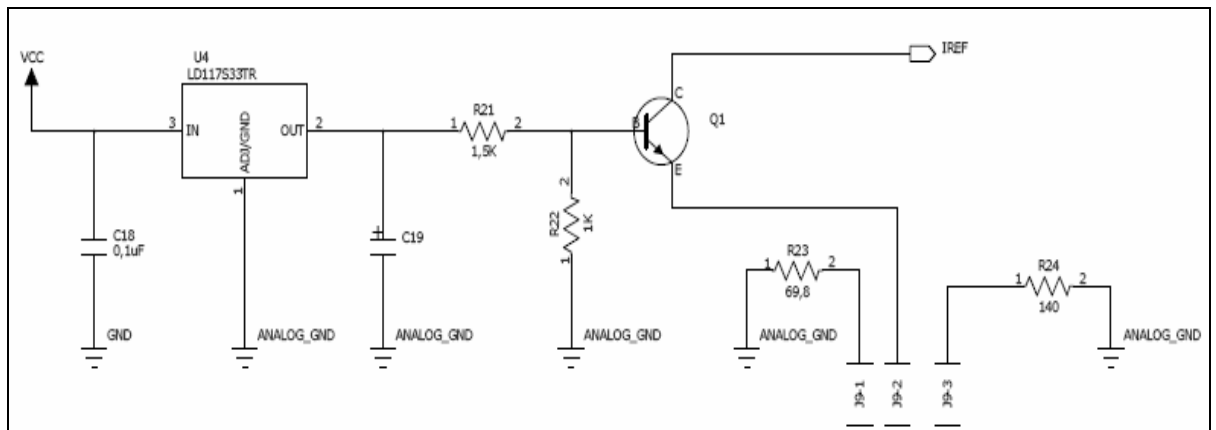 VCC
U4
LD117S33TR
3
IN
OUT
2
ADJ/GND
1
C18
0,1uF
GND
ANALOG_GND
C19
ANALOG_GND
1
R21
2
1,5K
2
R22
1K
1
ANALOG_GND
B
C
E
Q1
IREF
1
R23
2
69,8
ANALOG_GND
J9-1
J9-2
J9-3
1
R24
2
140
ANALOG_GND